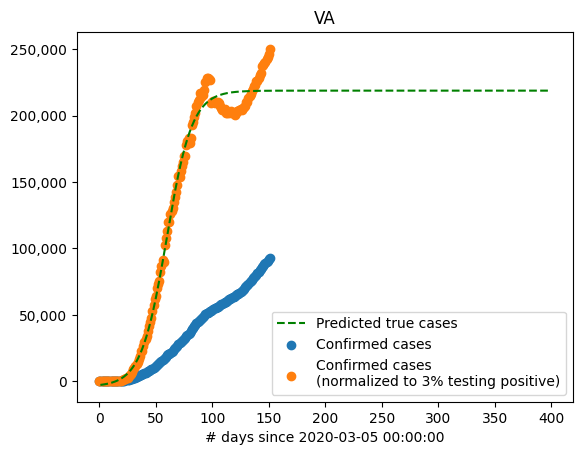 VA
250,000
200,000
150,000
100,000
50,000
0
Predicted true cases
Confirmed cases
Confirmed cases
(normalized to 3% testing positive)
0 50 100 150 200 250 300 350 400
# days since 2020-03-05 00:00:00